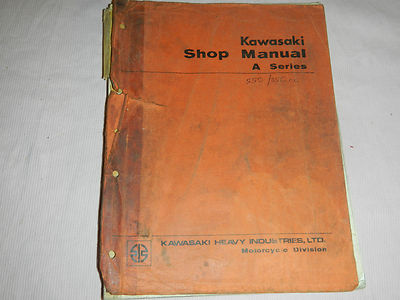 Kawasaki
Shop Manual
A Series
KAWASAKI HEAVY INDUSTRIES, LTD.
Motorcycle Division